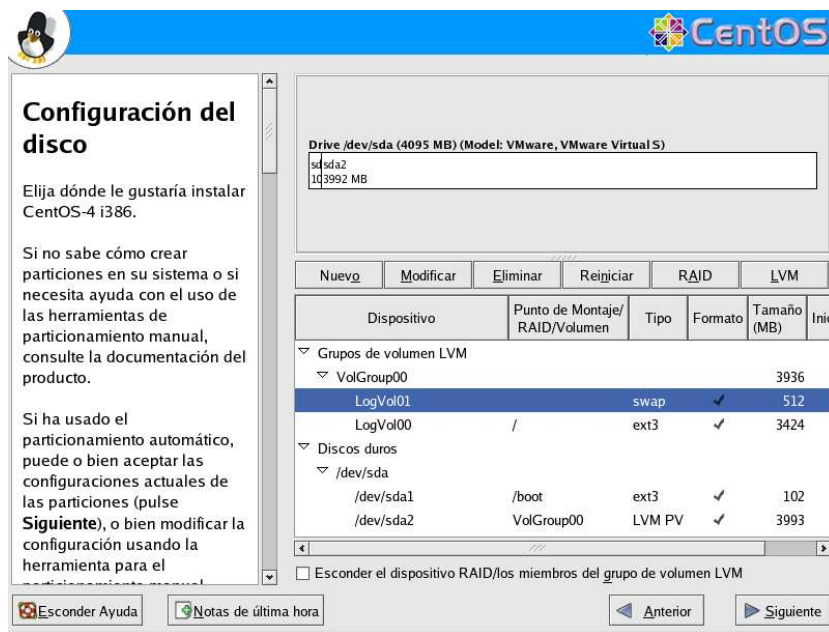 CentOS
Configuración del
disco
Elija dónde le gustaría instalar
CentOS-4 i386.
Si no sabe cómo crear
particiones en su sistema o si
necesita ayuda con el uso de
las herramientas de
particionamiento manual,
consulte la documentación del
producto.
Si ha usado el
particionamiento automático,
puede o bien aceptar las
configuraciones actuales de
las particiones (pulse
Siguiente), o bien modificar la
configuración usando la
herramienta para el
Drive /dev/sda (4095 MB) (Model: VMware, VMware Virtual S)
sd sda2
10 3992 MB
Nuevo Modificar Eliminar Reiniciar RAID LVM
Dispositivo Punto de Montaje/ RAID/Volumen Tipo Formato Tamaño (MB) Inic
Grupos de volumen LVM
VolGroup00 3936
LogVol01 swap 512
LogVol00 / ext3 3424
Discos duros
/dev/sda
/dev/sda1 /boot ext3 102
/dev/sda2 VolGroup00 LVM PV 3993
Esconder el dispositivo RAID/los miembros del grupo de volumen LVM
Esconder Ayuda Notas de última hora Anterior Siguiente